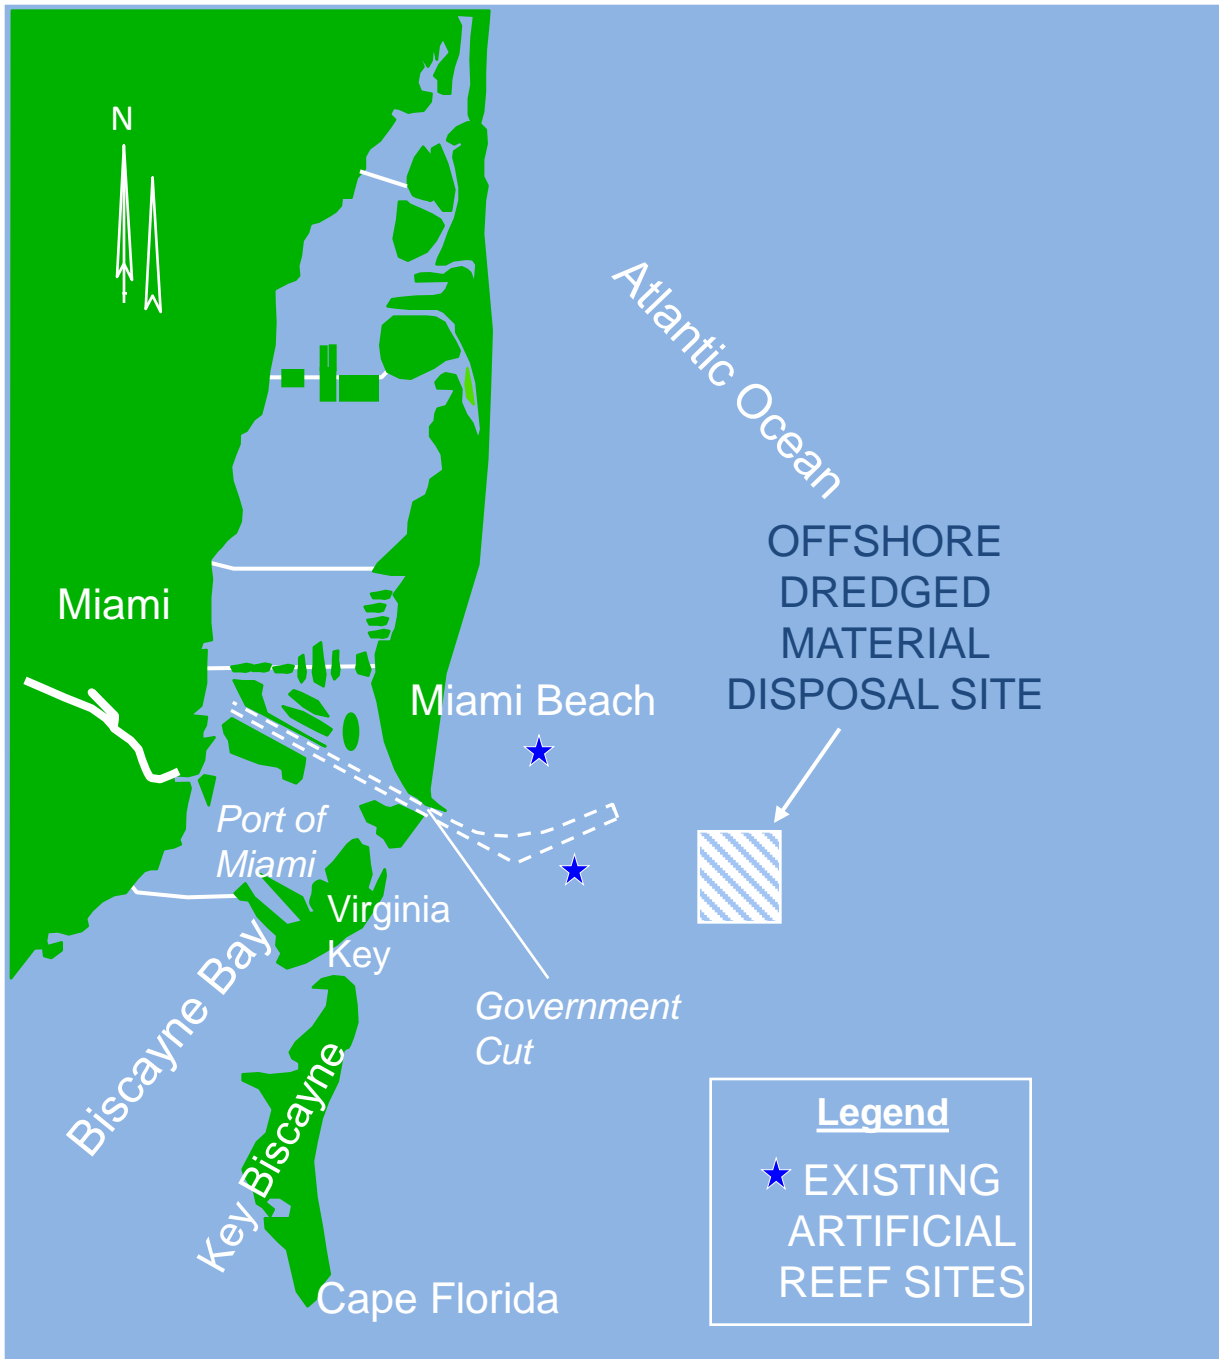 N
Atlantic Ocean
OFFSHORE
DREDGED
MATERIAL
DISPOSAL SITE
Miami
Miami Beach
Port of
Miami
Virginia
Key
Biscayne Bay
Government
Cut
Key Biscayne
Cape Florida
Legend
EXISTING
ARTIFICIAL
REEF SITES